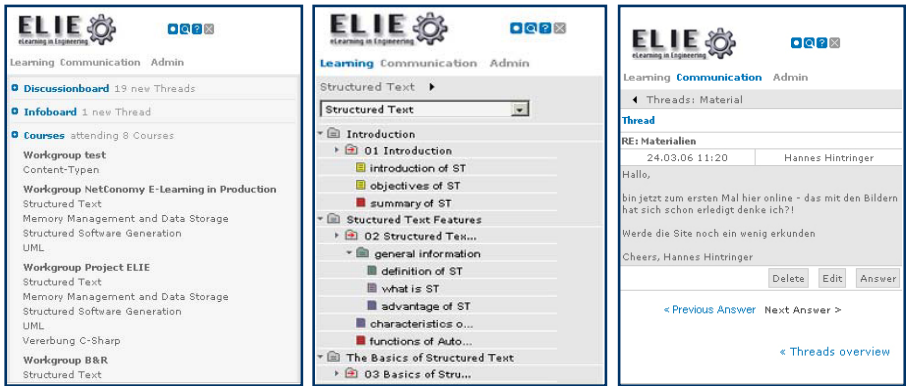 ELIE
eLearning in Engineering
Learning Communication Admin
Discussionboard 19 new Threads
Infoboard 1 new Thread
Courses attending 8 Courses
Workgroup test
Content-Typen
Workgroup NetConomy E-Learning in Production
Structured Text
Memory Management and Data Storage
Structured Software Generation
UML
Workgroup Project ELIE
Structured Text
Memory Management and Data Storage
Structured Software Generation
UML
Vererbung C-Sharp
Workgroup B&R
Structured Text
ELIE
eLearning in Engineering
Learning Communication Admin
Structured Text
Structured Text
Introduction
01 Introduction
introduction of ST
objectives of ST
summary of ST
Stuctured Text Features
02 Structured Tex...
general information
definition of ST
what is ST
advantage of ST
characteristics o...
functions of Auto...
The Basics of Structured Text
03 Basics of Stru...
ELIE
eLearning in Engineering
Learning Communication Admin
Threads: Material
Thread
RE: Materialien
24.03.06 11:20 Hannes Hintringer
Hallo,
bin jetzt zum ersten Mal hier online - das mit den Bildern
hat sich schon erledigt denke ich?!
Werde die Site noch ein wenig erkunden
Cheers, Hannes Hintringer
Delete Edit Answer
« Previous Answer Next Answer >
« Threads overview